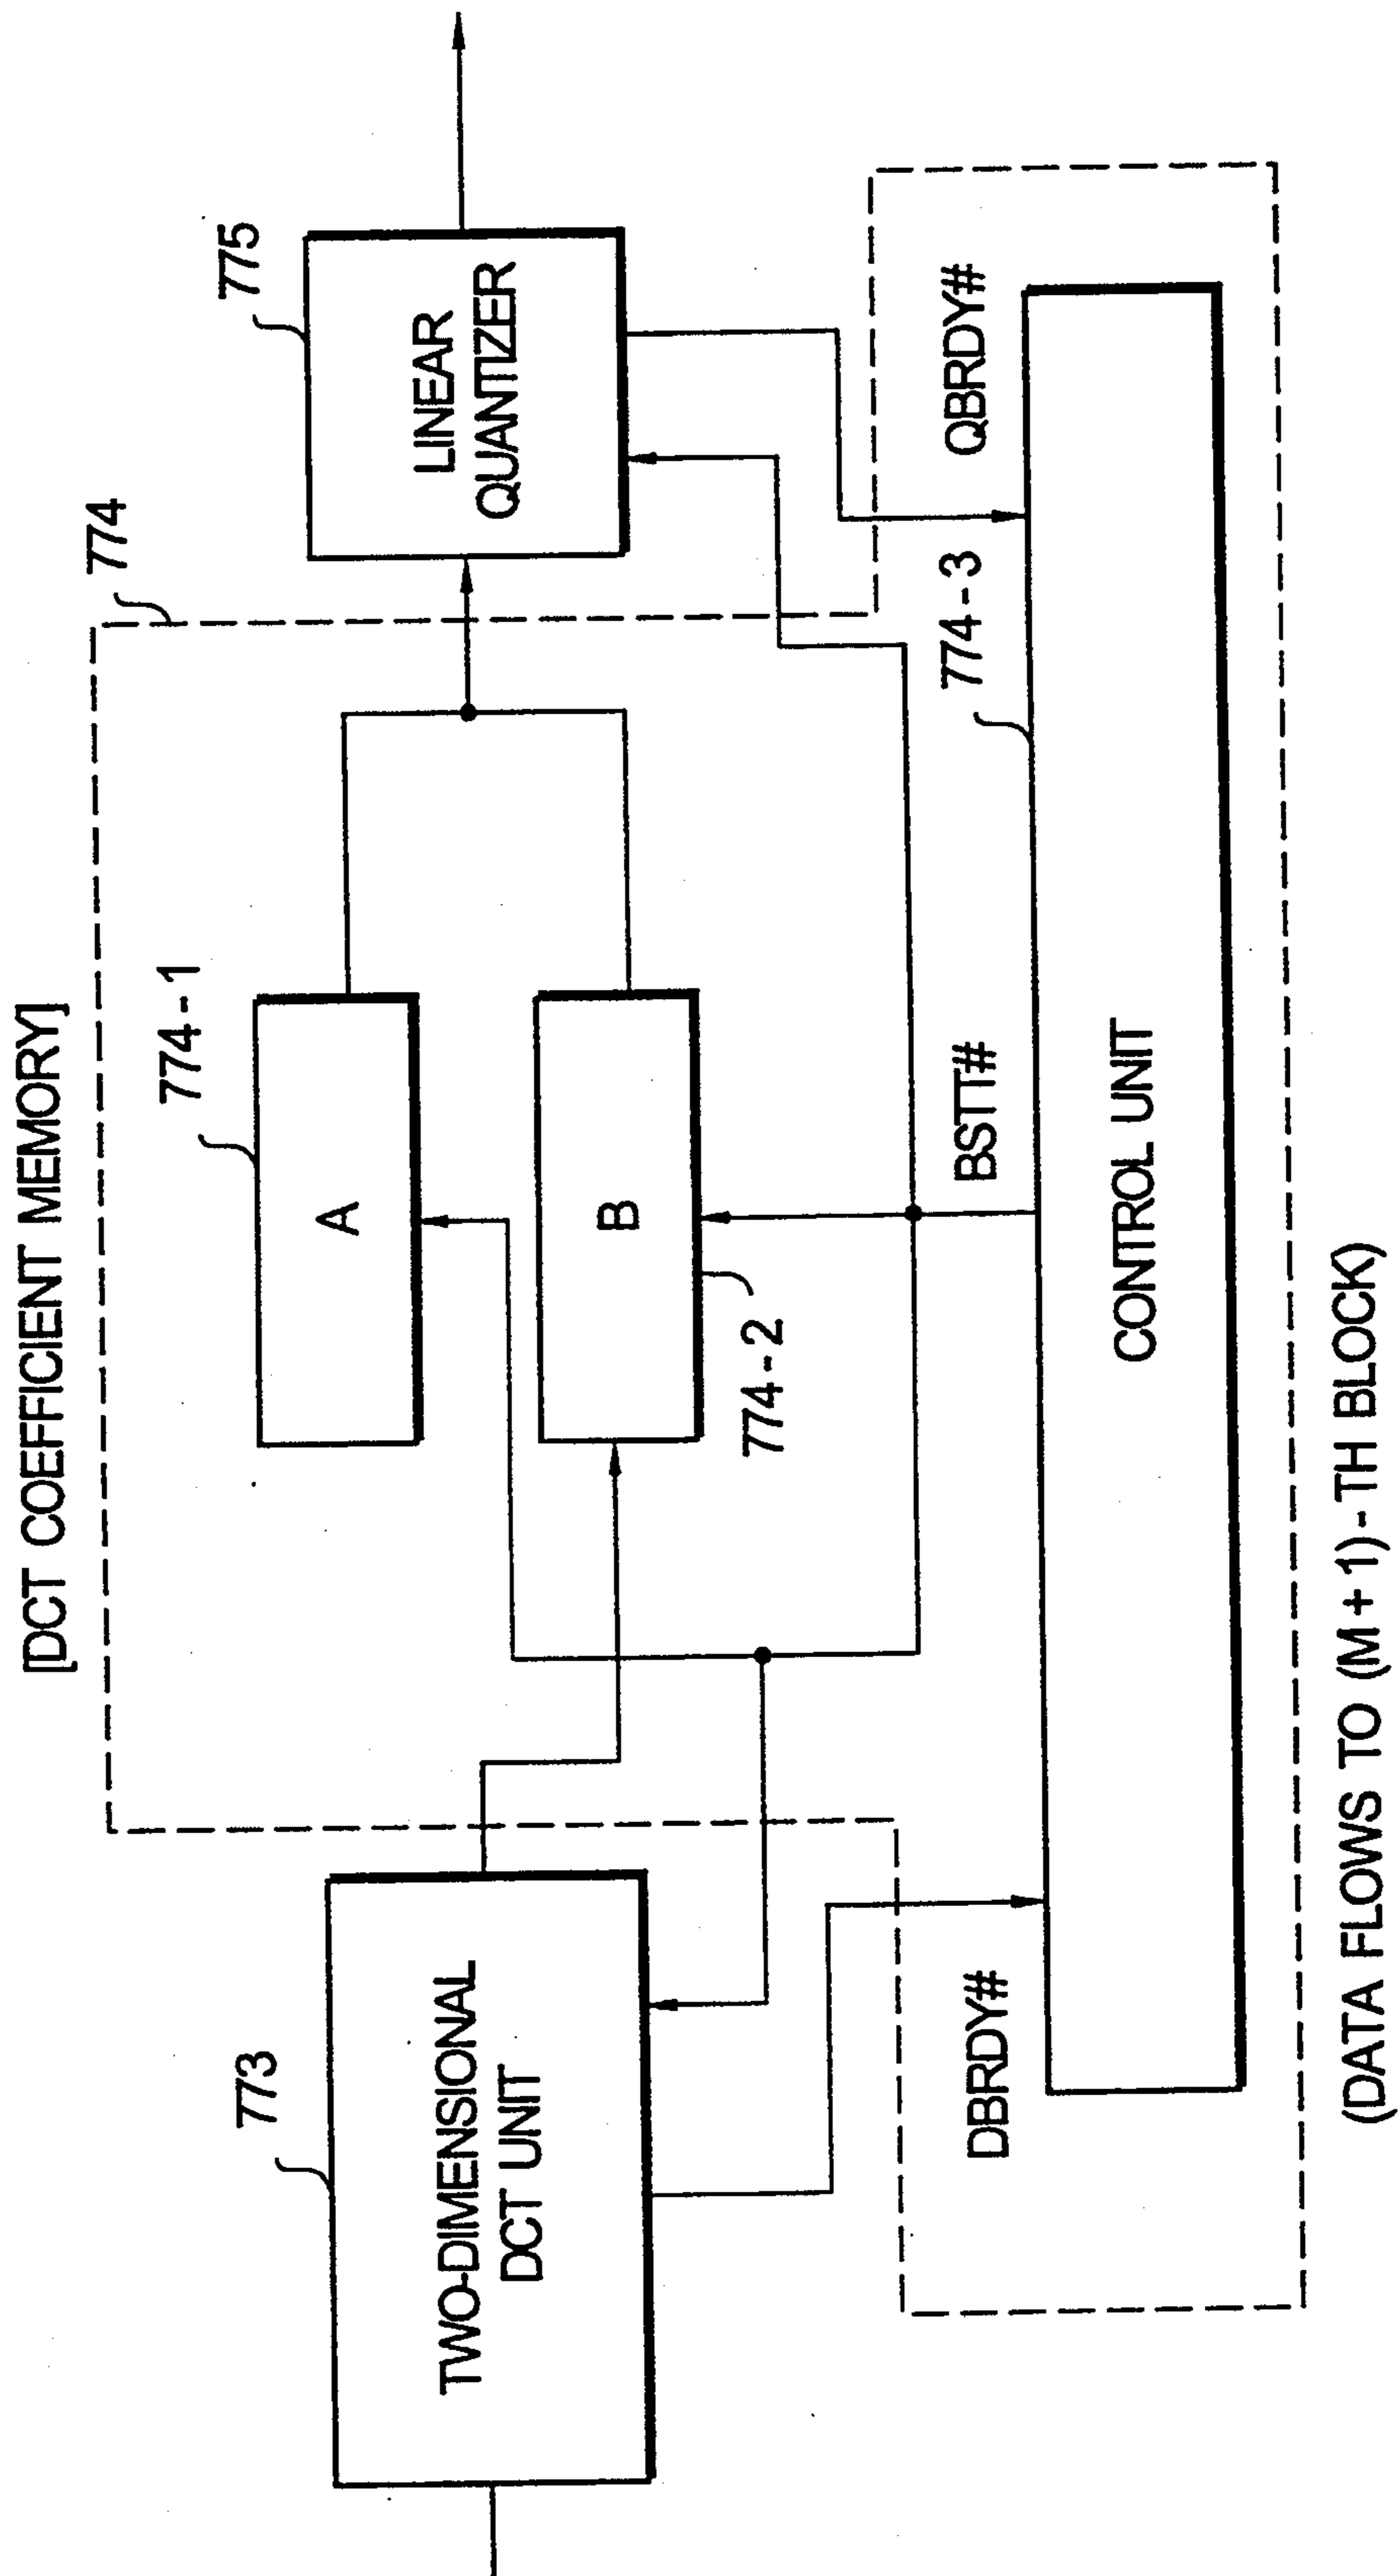 [DCT COEFFICIENT MEMORY]
774
773
TWO-DIMENSIONAL
DCT UNIT
774-1
A
B
774-2
775
LINEAR
QUANTIZER
DBRDY#
BSTT#
774-3
QBRDY#
CONTROL UNIT
(DATA FLOWS TO (M + 1) - TH BLOCK)